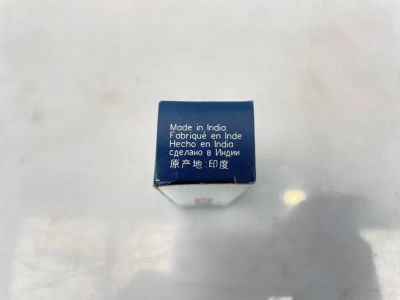 Made in India
Fabriqué en Inde
Hecho en India
сделано в Индии
原产地:印度